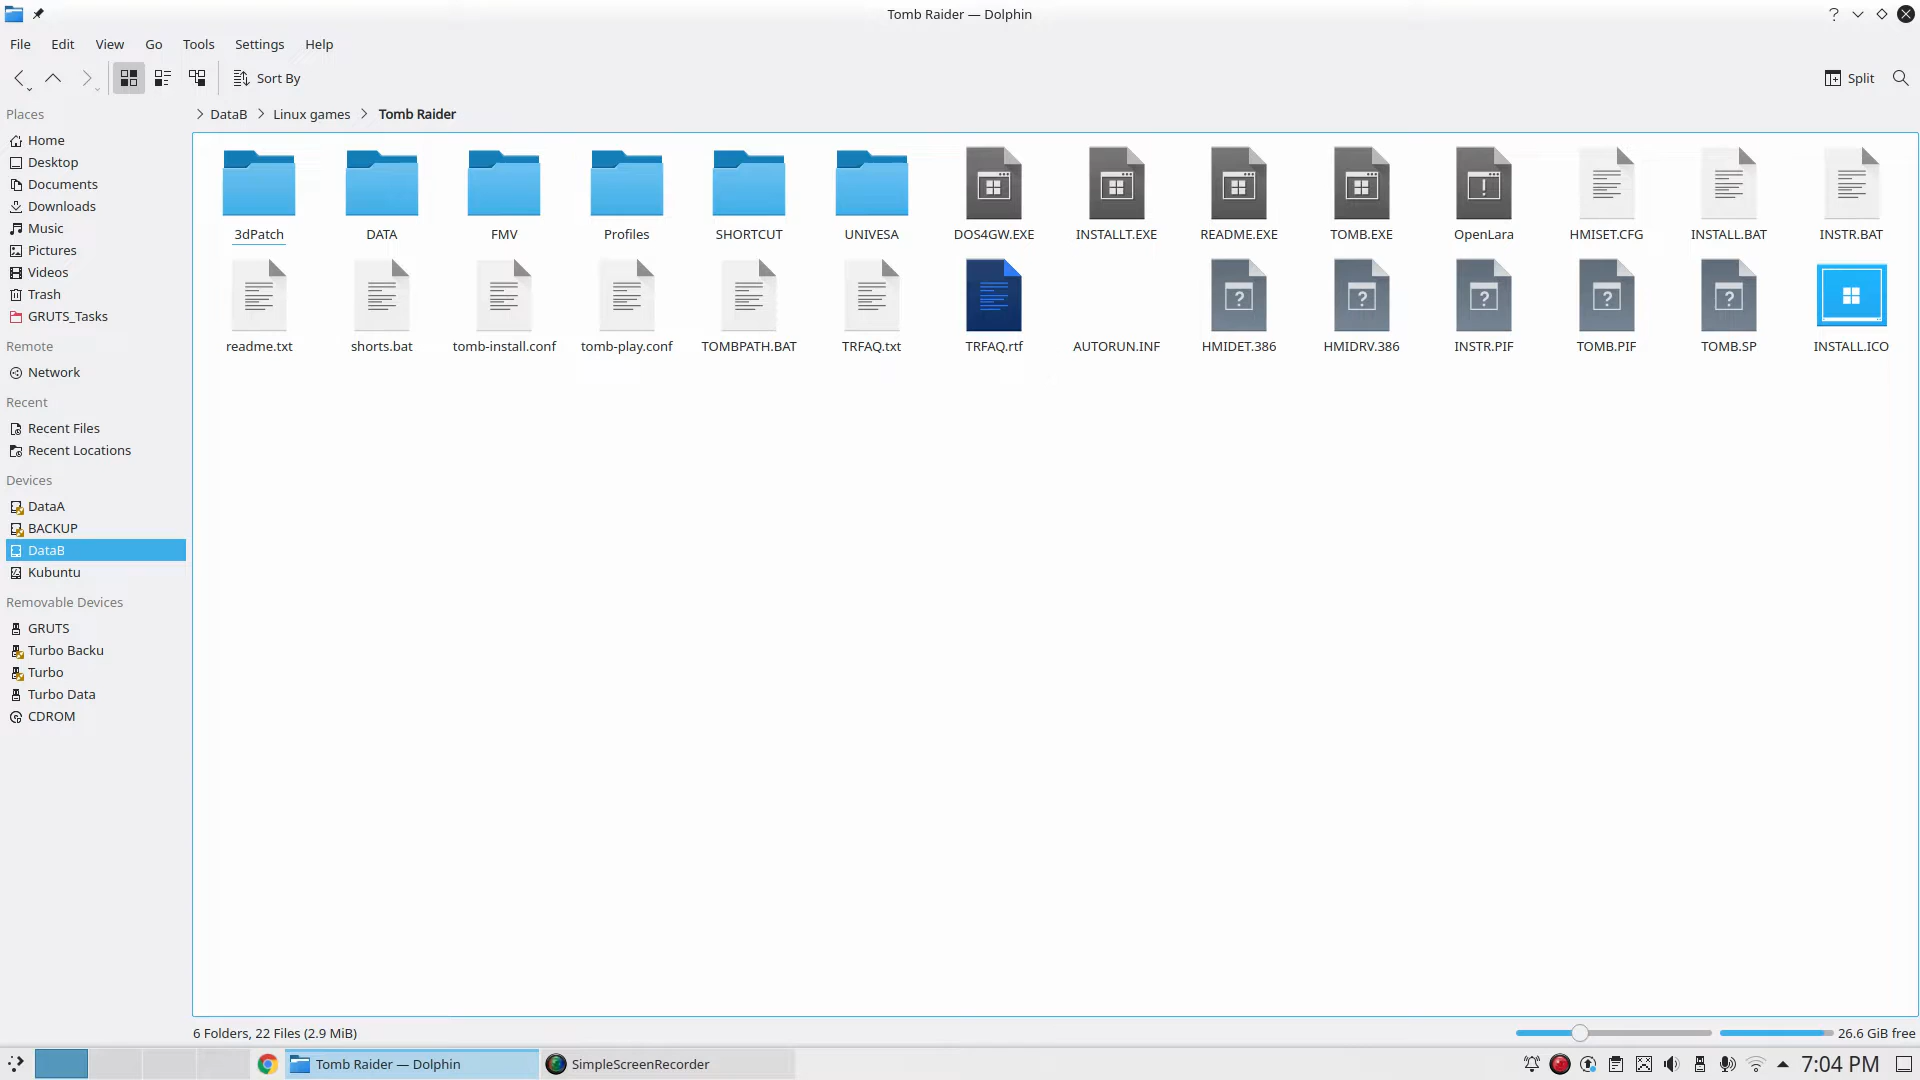 Tomb Raider — Dolphin
File Edit View Go Tools Settings Help
Sort By Split
Places
DataB Linux games Tomb Raider
Home
Desktop
Documents
Downloads
Music
Pictures
Videos
Trash
GRUTS_Tasks
Remote
Network
Recent
Recent Files
Recent Locations
Devices
DataA
BACKUP
DataB
Kubuntu
Removable Devices
GRUTS
Turbo Backu
Turbo
Turbo Data
CDROM
3dPatch DATA FMV Profiles SHORTCUT UNIVESA DOS4GW.EXE INSTALLT.EXE README.EXE TOMB.EXE OpenLara HMISET.CFG INSTALL.BAT INSTR.BAT
readme.txt shorts.bat tomb-install.conf tomb-play.conf TOMBPATH.BAT TRFAQ.txt TRFAQ.rtf AUTORUN.INF HMIDET.386 HMIDRV.386 INSTR.PIF TOMB.PIF TOMB.SP INSTALL.ICO
6 Folders, 22 Files (2.9 MiB) 26.6 GiB free
Tomb Raider — Dolphin SimpleScreenRecorder 7:04 PM